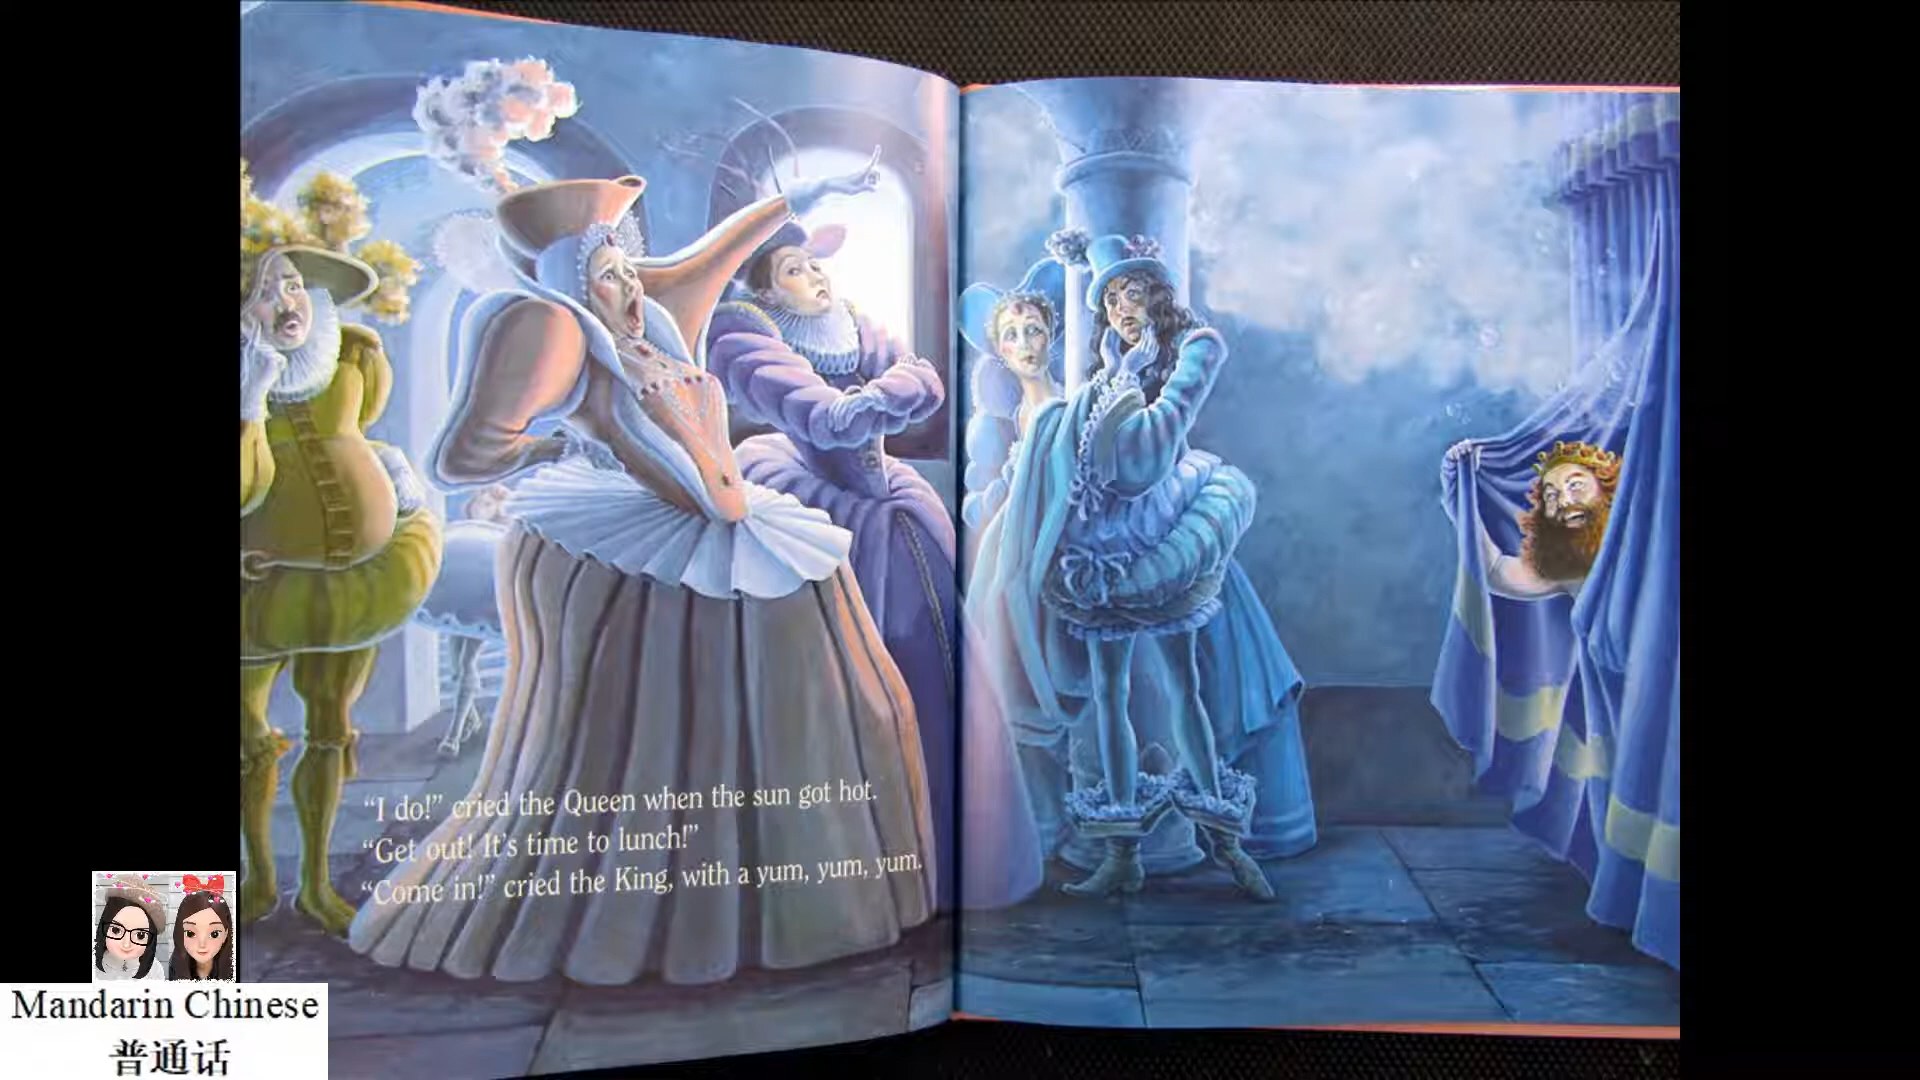 “I do!” cried the Queen when the sun got hot.
“Get out! It’s time to lunch!”
“Come in!” cried the King, with a yum, yum, yum.
Mandarin Chinese
普通话